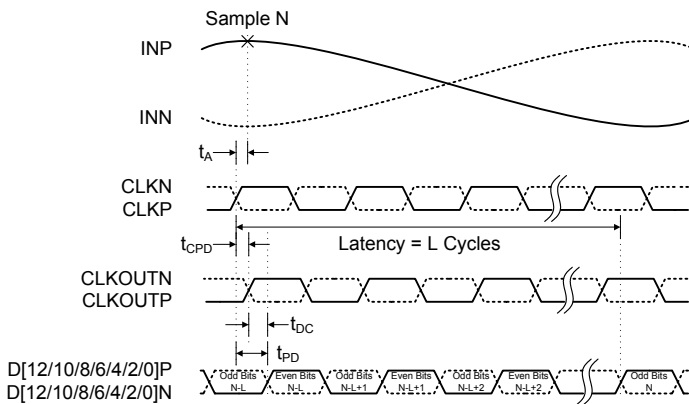 Sample N
INP
INN
tA
CLKN
CLKP
tCPD
Latency = L Cycles
CLKOUTN
CLKOUTP
tDC
tPD
D[12/10/8/6/4/2/0]P
D[12/10/8/6/4/2/0]N
Odd Bits
N-L
Even Bits
N-L
Odd Bits
N-L+1
Even Bits
N-L+1
Odd Bits
N-L+2
Even Bits
N-L+2
Odd Bits
N